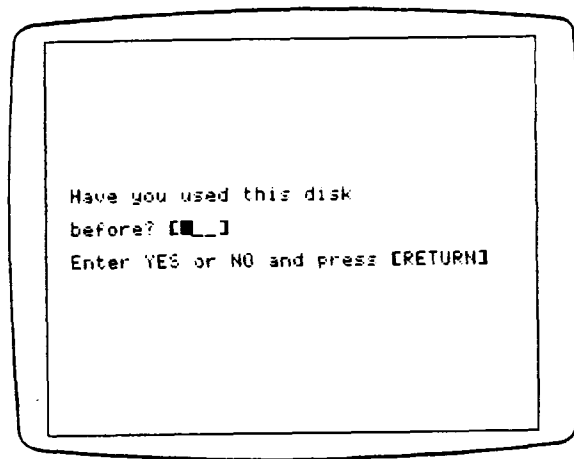 Have you used this disk
before? [■__]
Enter YES or NO and press [RETURN]